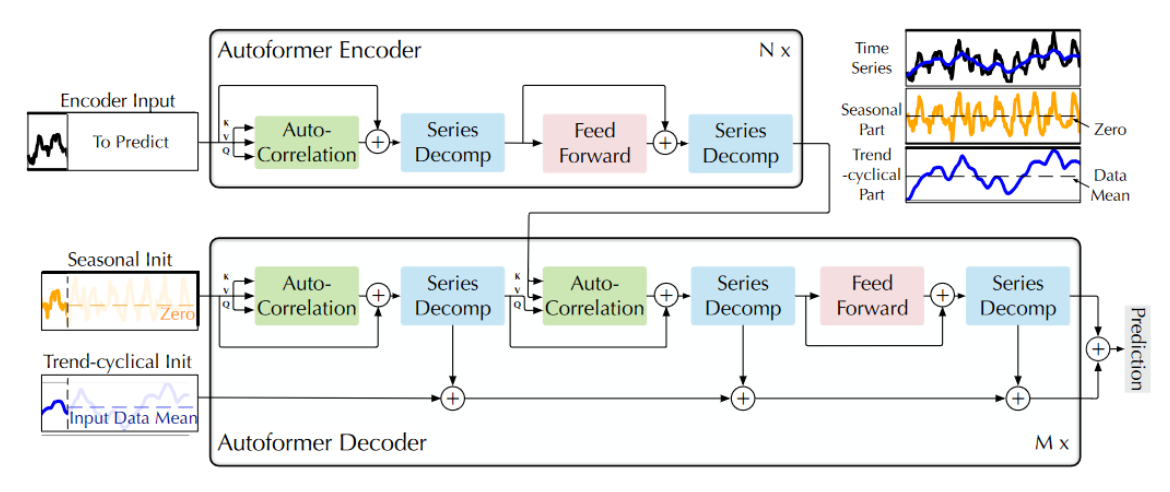 Autoformer Encoder
N x
Encoder Input
To Predict
K
V
Q
Auto-
Correlation
Series
Decomp
Feed
Forward
Series
Decomp
Time
Series
Seasonal
Part
Zero
Trend
-cyclical
Part
Data
Mean
Seasonal Init
Zero
K
V
Q
Auto-
Correlation
Series
Decomp
K
V
Q
Auto-
Correlation
Series
Decomp
Feed
Forward
Series
Decomp
Prediction
Trend-cyclical Init
Input Data Mean
Autoformer Decoder
M x